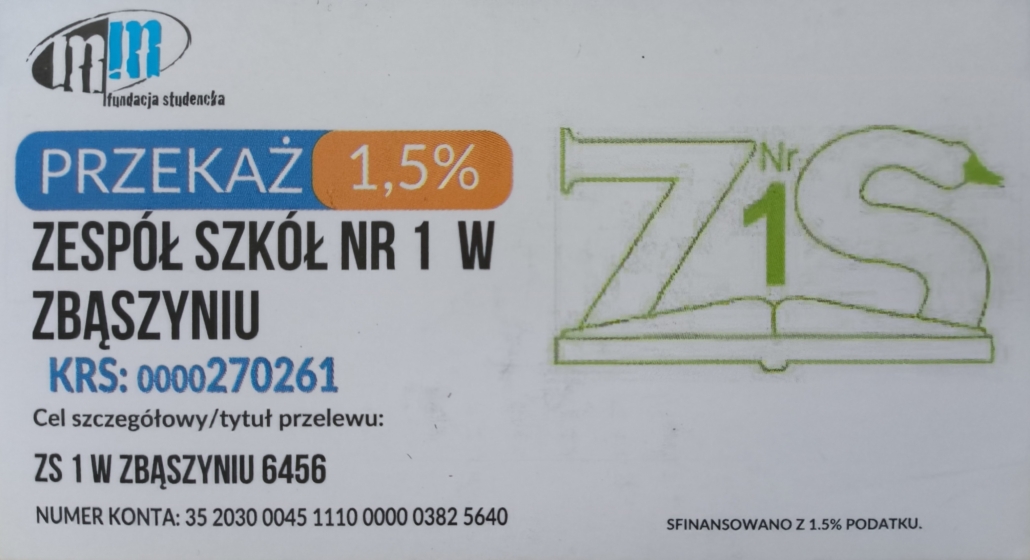 mm
fundacja studencka
PRZEKAŻ 1,5%
ZESPÓŁ SZKÓŁ NR 1 W
ZBĄSZYNIU
KRS: 0000270261
Cel szczegółowy/tytuł przelewu:
ZS 1 W ZBĄSZYNIU 6456
NUMER KONTA: 35 2030 0045 1110 0000 0382 5640
Z Nr 1 S
SFINANSOWANO Z 1.5% PODATKU.